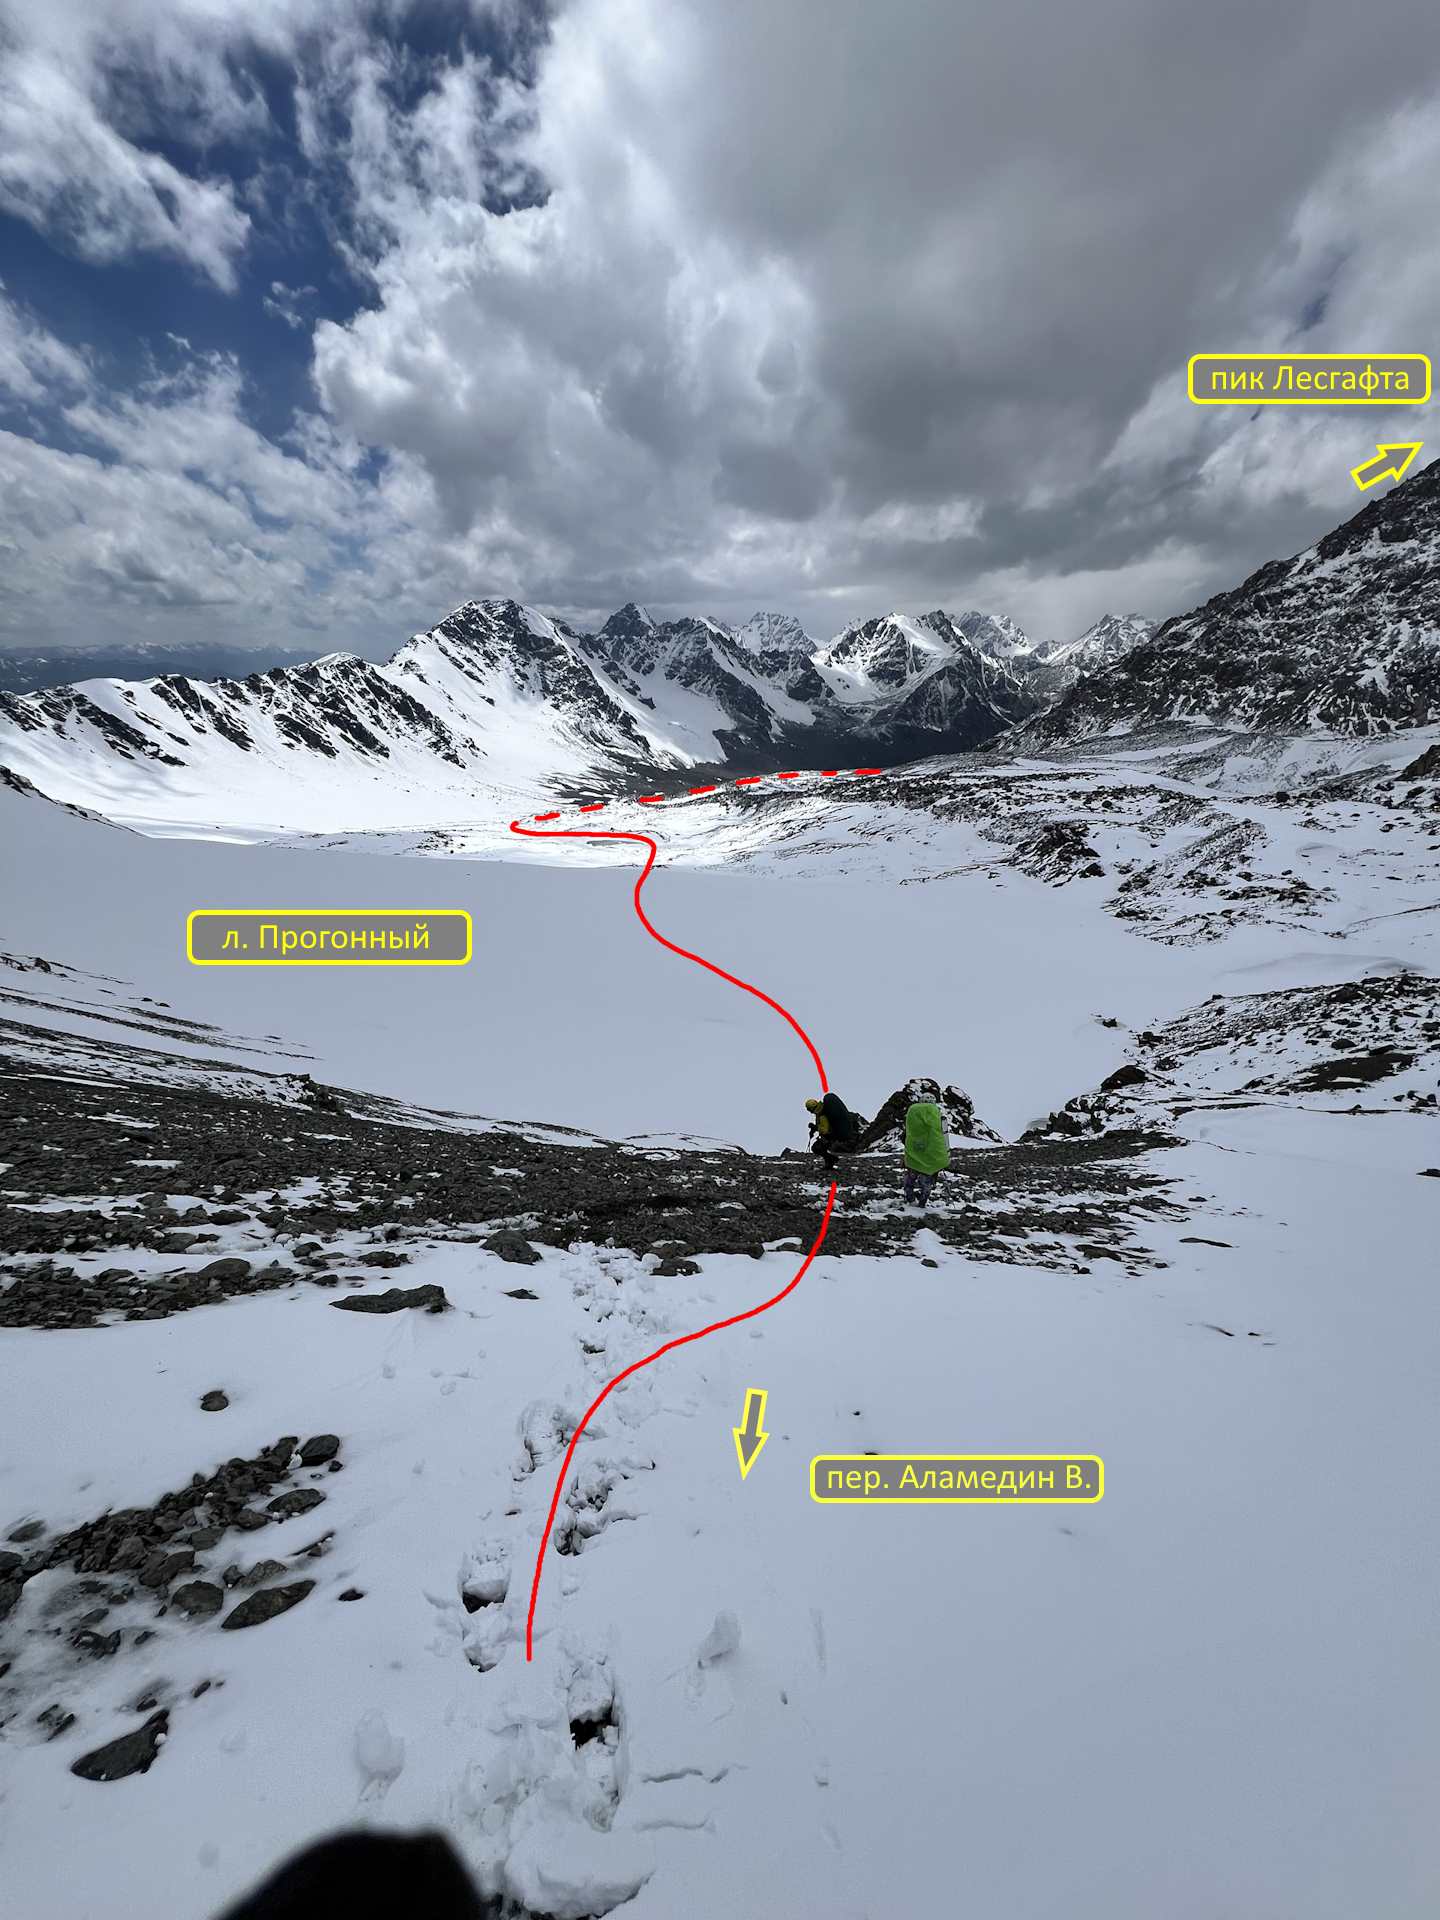 пик Лесгафта
л. Прогонный
пер. Аламедин В.